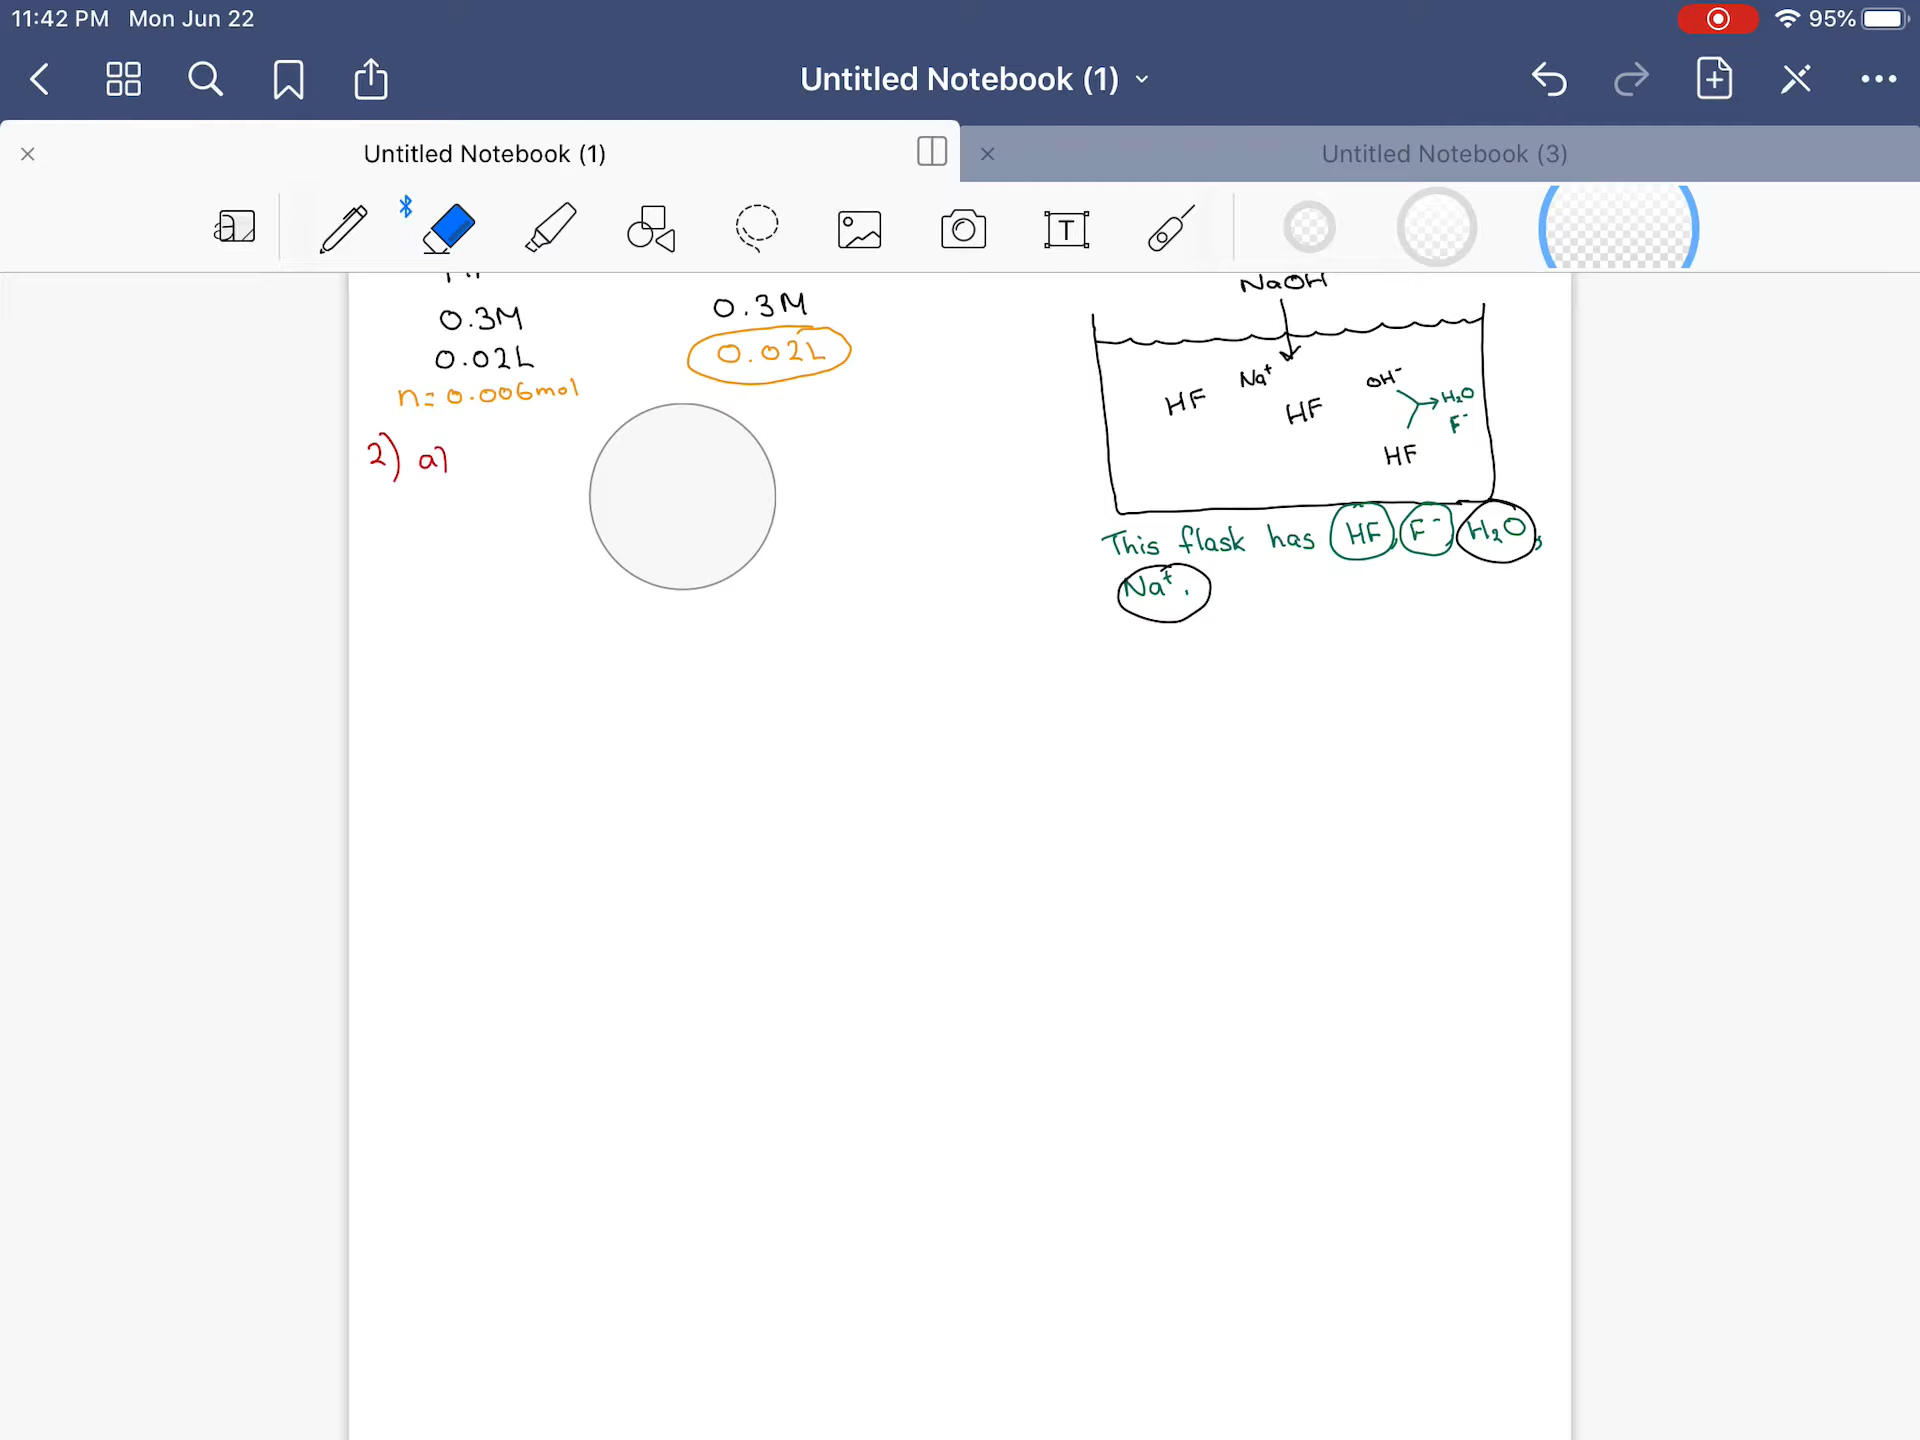 11:42 PM Mon Jun 22
95%
Untitled Notebook (1)
Untitled Notebook (1)
Untitled Notebook (3)
a
T
0.3M
0.02L
n=0.006mol
0.3M
0.02L
2) a)
NaOH
Na⁺
OH⁻
HF
HF
H₂O
F⁻
HF
This flask has HF, F⁻, H₂O,
Na⁺.